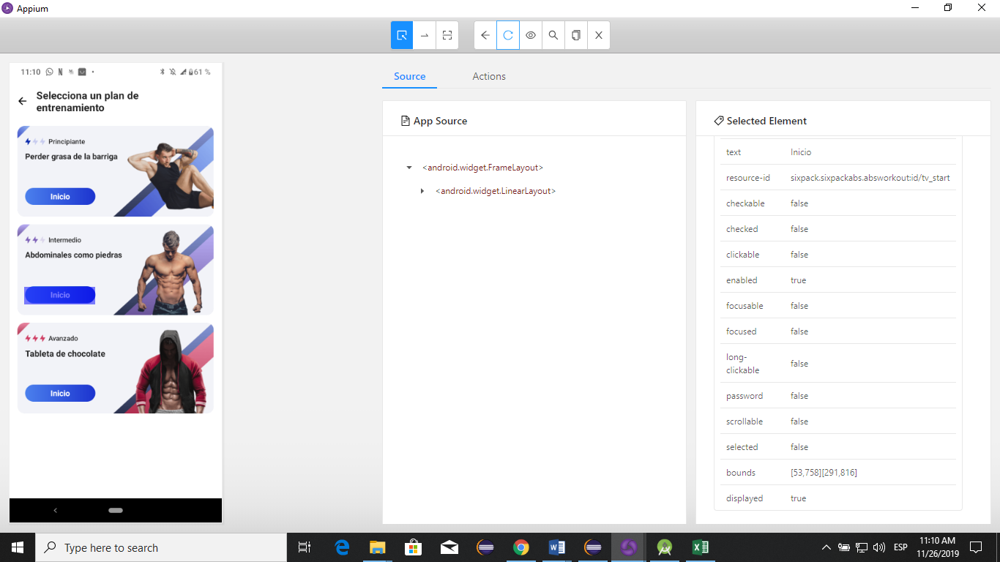 Appium
11:10
61 %
Selecciona un plan de
entrenamiento
Principiante
Perder grasa de la barriga
Inicio
Intermedio
Abdominales como piedras
Inicio
Avanzado
Tableta de chocolate
Inicio
Source
Actions
App Source
<android.widget.FrameLayout>
<android.widget.LinearLayout>
Selected Element
text Inicio
resource-id sixpack.sixpackabs.absworkout:id/tv_start
checkable false
checked false
clickable false
enabled true
focusable false
focused false
long-
clickable false
password false
scrollable false
selected false
bounds [53,758][291,816]
displayed true
Type here to search
ESP
11:10 AM
11/26/2019